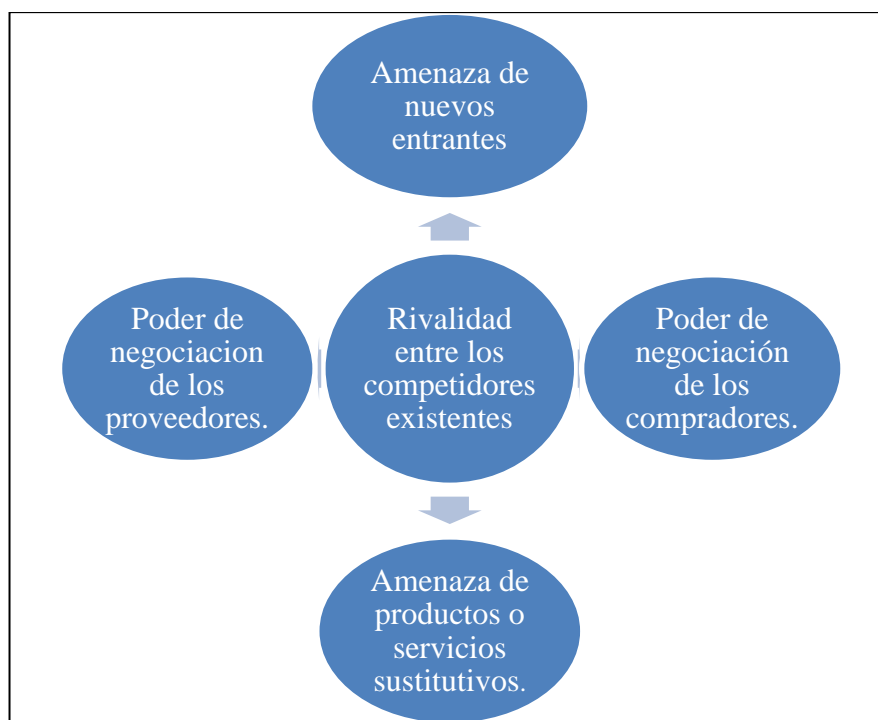 Amenaza de
nuevos
entrantes
Poder de
negociacion
de los
proveedores.
Rivalidad
entre los
competidores
existentes
Poder de
negociación
de los
compradores.
Amenaza de
productos o
servicios
sustitutivos.